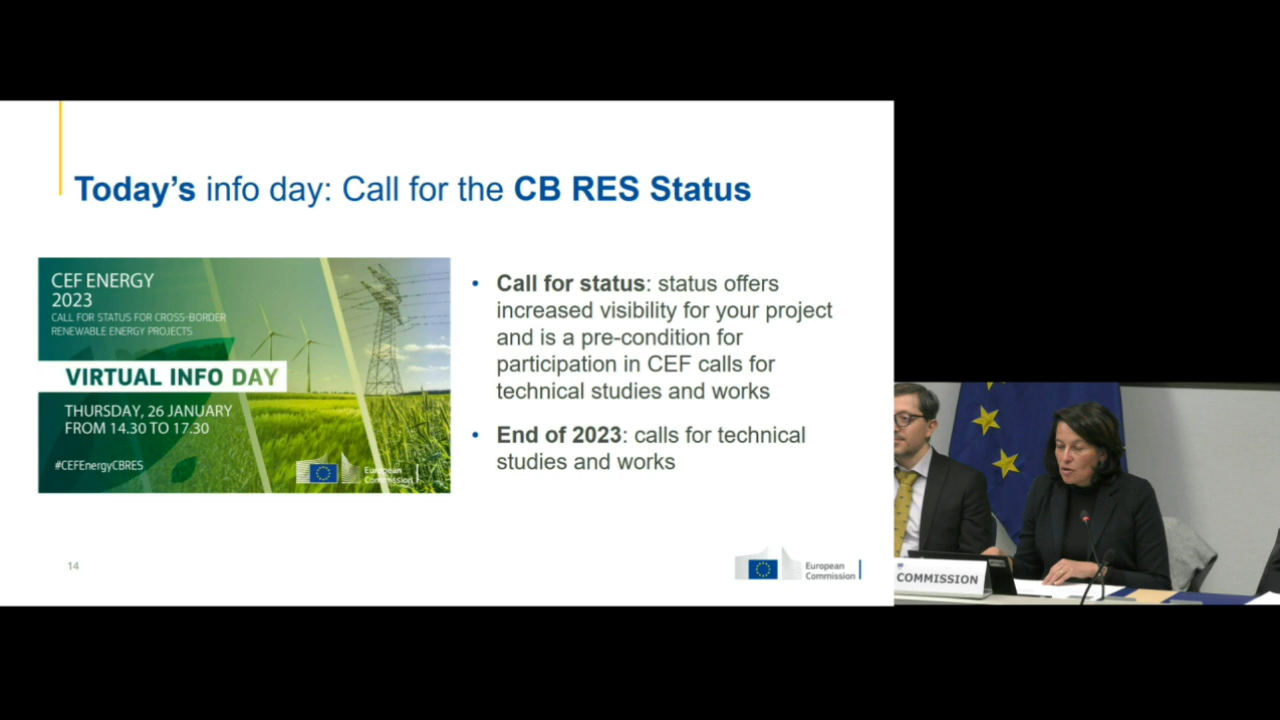 Today's info day: Call for the CB RES Status
CEF ENERGY
2023
CALL FOR STATUS FOR CROSS-BORDER
RENEWABLE ENERGY PROJECTS
VIRTUAL INFO DAY
THURSDAY, 26 JANUARY
FROM 14.30 TO 17.30
#CEFEnergyCBRES
European
Commission
• Call for status: status offers
increased visibility for your project
and is a pre-condition for
participation in CEF calls for
technical studies and works
• End of 2023: calls for technical
studies and works
14
European
Commission
COMMISSION